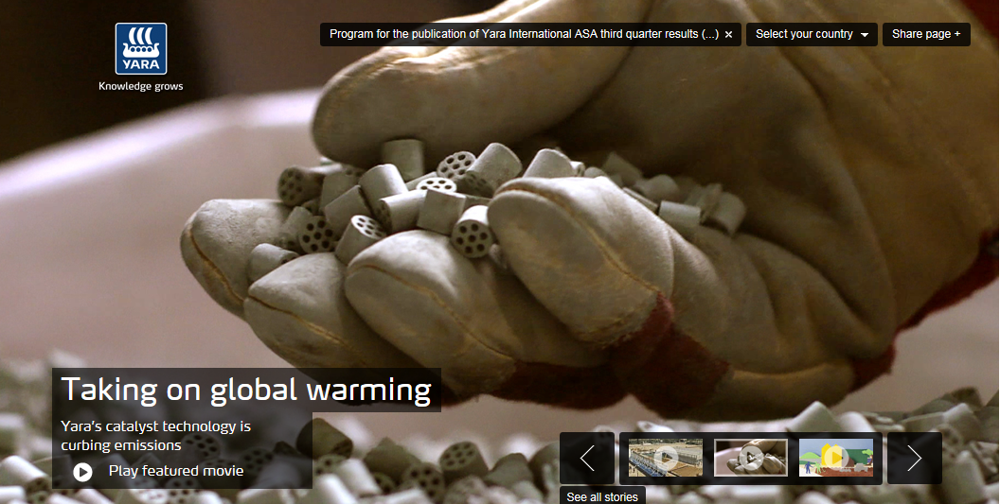 YARA
Knowledge grows
Program for the publication of Yara International ASA third quarter results (...) ×
Select your country
Share page +
Taking on global warming
Yara's catalyst technology is
curbing emissions
Play featured movie
See all stories